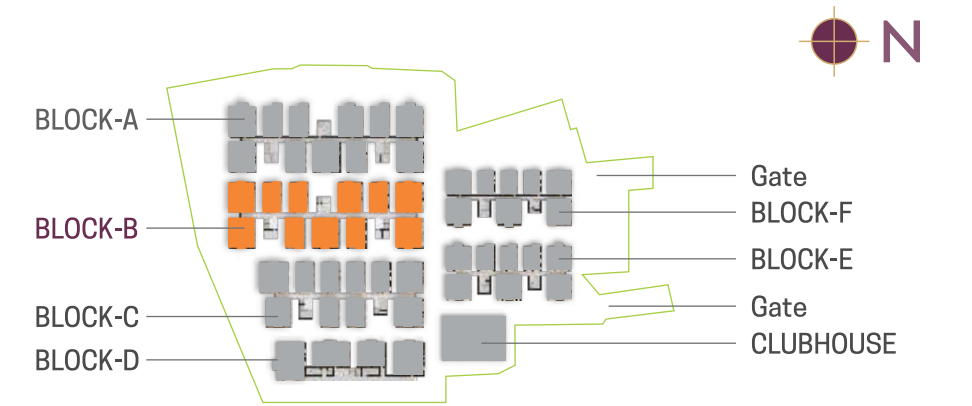 N
BLOCK-A
BLOCK-B
BLOCK-C
BLOCK-D
Gate
BLOCK-F
BLOCK-E
Gate
CLUBHOUSE